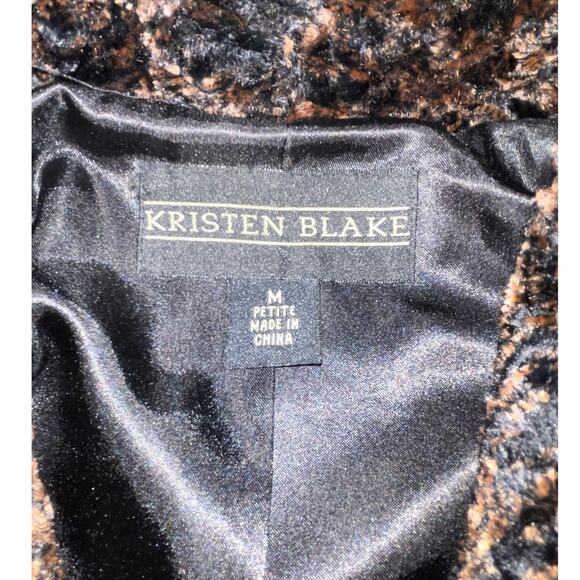 KRISTEN BLAKE
M
PETITE
MADE IN
CHINA